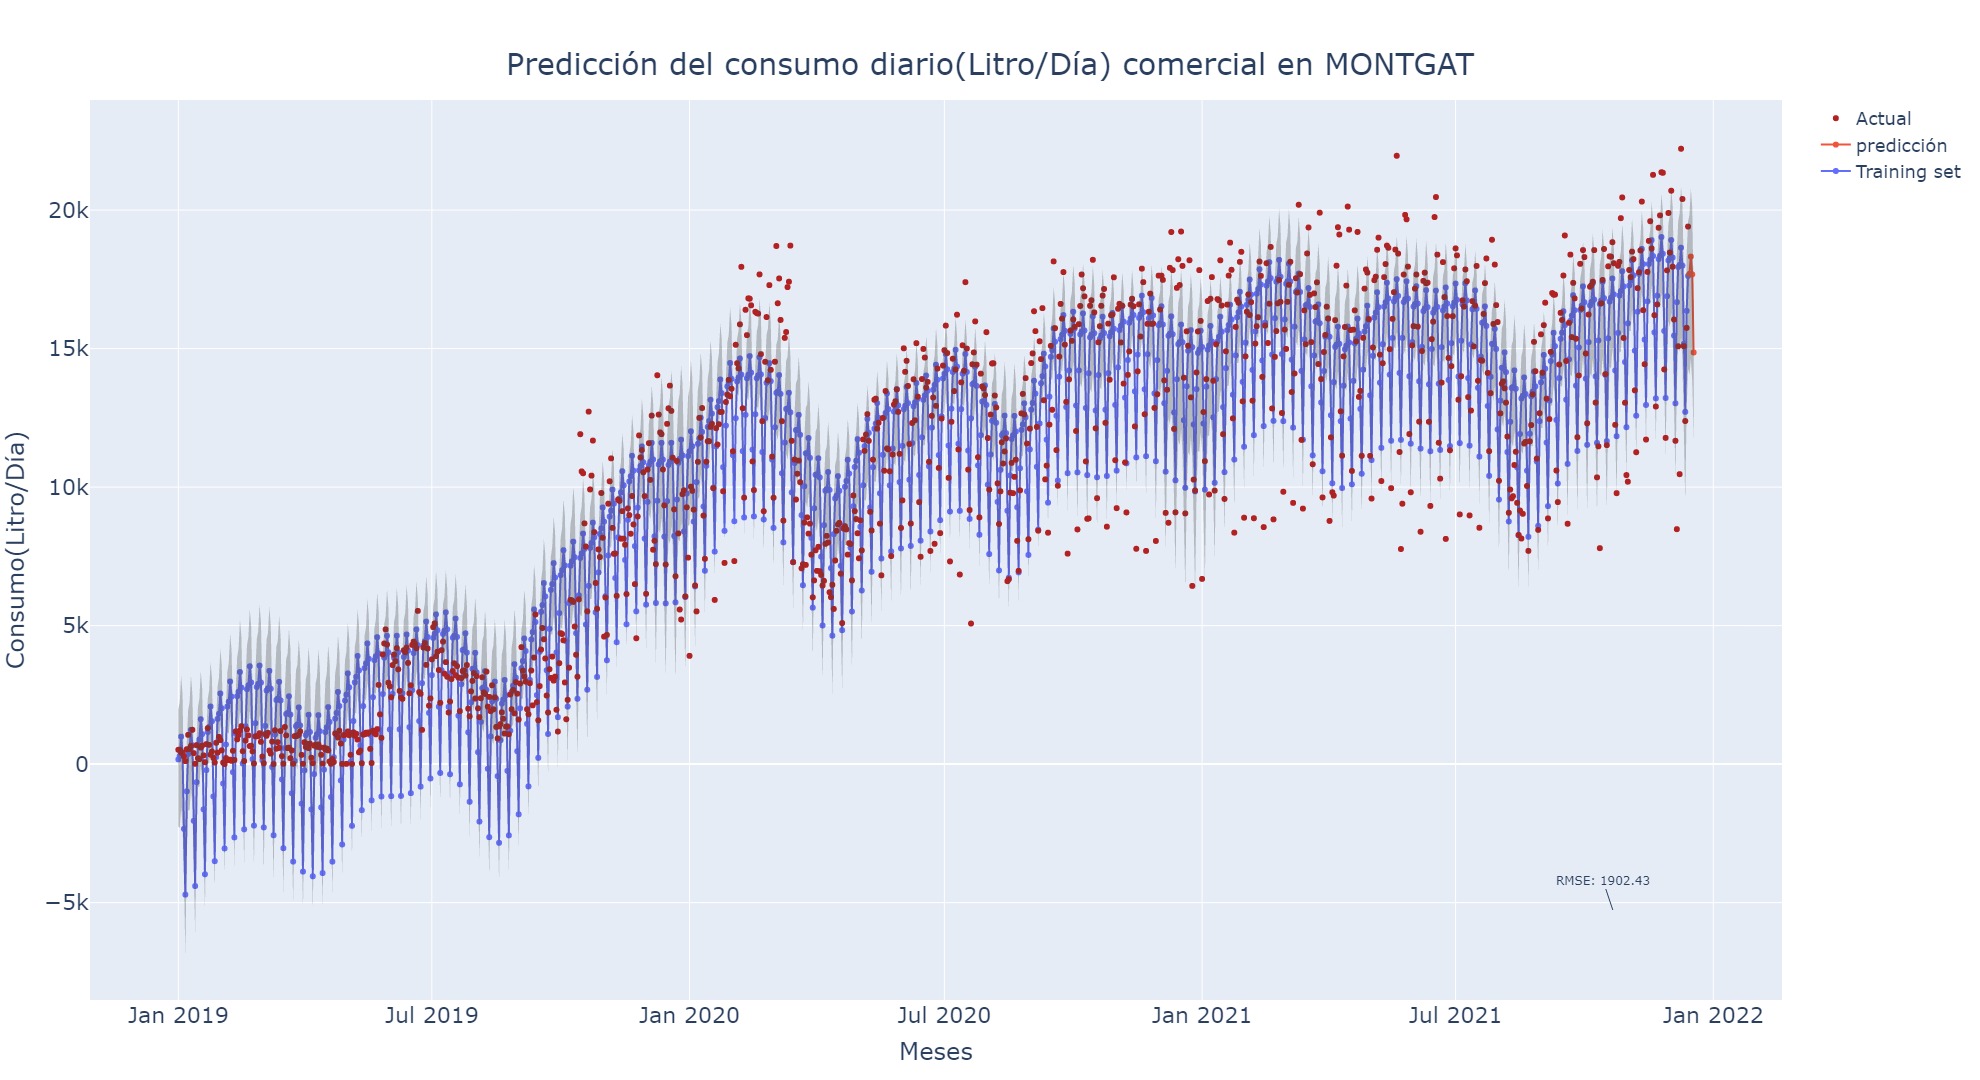 Predicción del consumo diario(Litro/Día) comercial en MONTGAT
Actual
predicción
Training set
Consumo(Litro/Día)
20k
15k
10k
5k
0
−5k
RMSE: 1902.43
Jan 2019
Jul 2019
Jan 2020
Jul 2020
Jan 2021
Jul 2021
Jan 2022
Meses